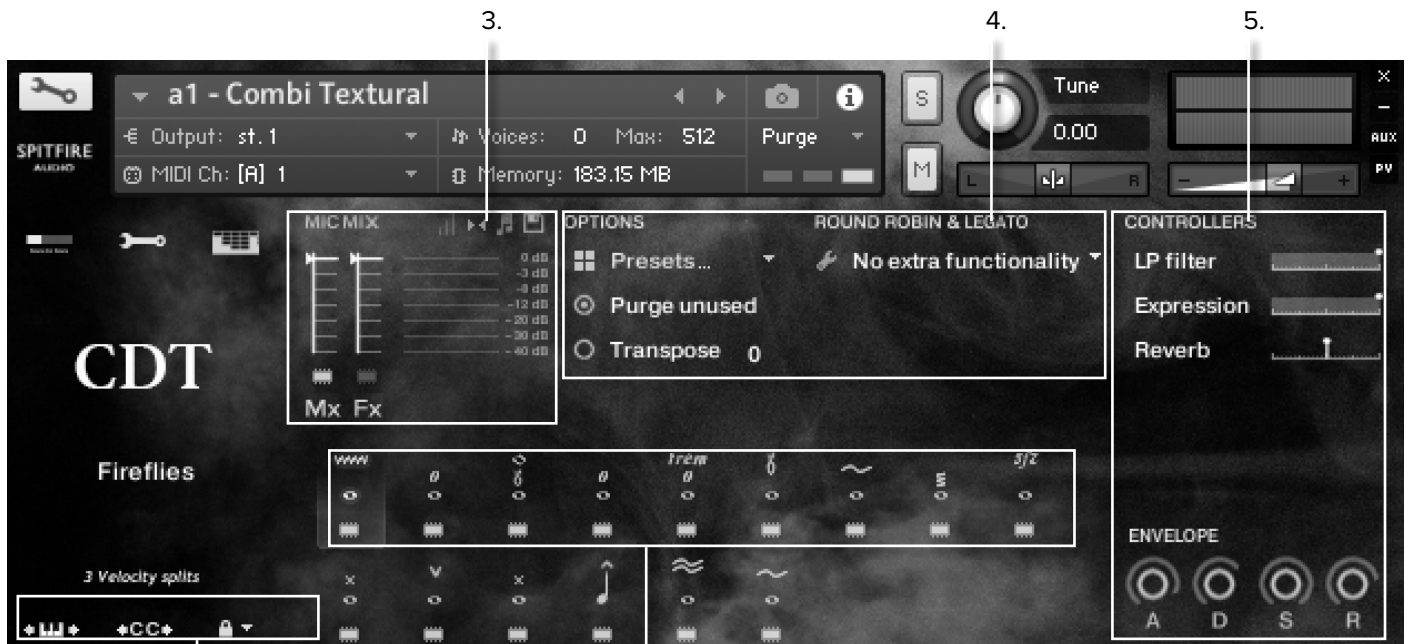 3. 4. 5.
a1 - Combi Textural
S
Tune
Output: st. 1
Voices: 0 Max: 512
Purge
0.00
AUX
SPITFIRE
AUDIO
MIDI Ch: [A] 1
Memory: 183.15 MB
M
L R
- +
PV
MIC MIX
OPTIONS
ROUND ROBIN & LEGATO
CONTROLLERS
0 dB
-3 dB
-8 dB
-12 dB
-20 dB
-30 dB
-40 dB
Presets...
No extra functionality
LP filter
Purge unused
Expression
Transpose 0
Reverb
CDT
Mx Fx
Fireflies
trem
sfz
ENVELOPE
3 Velocity splits
CC
A D S R